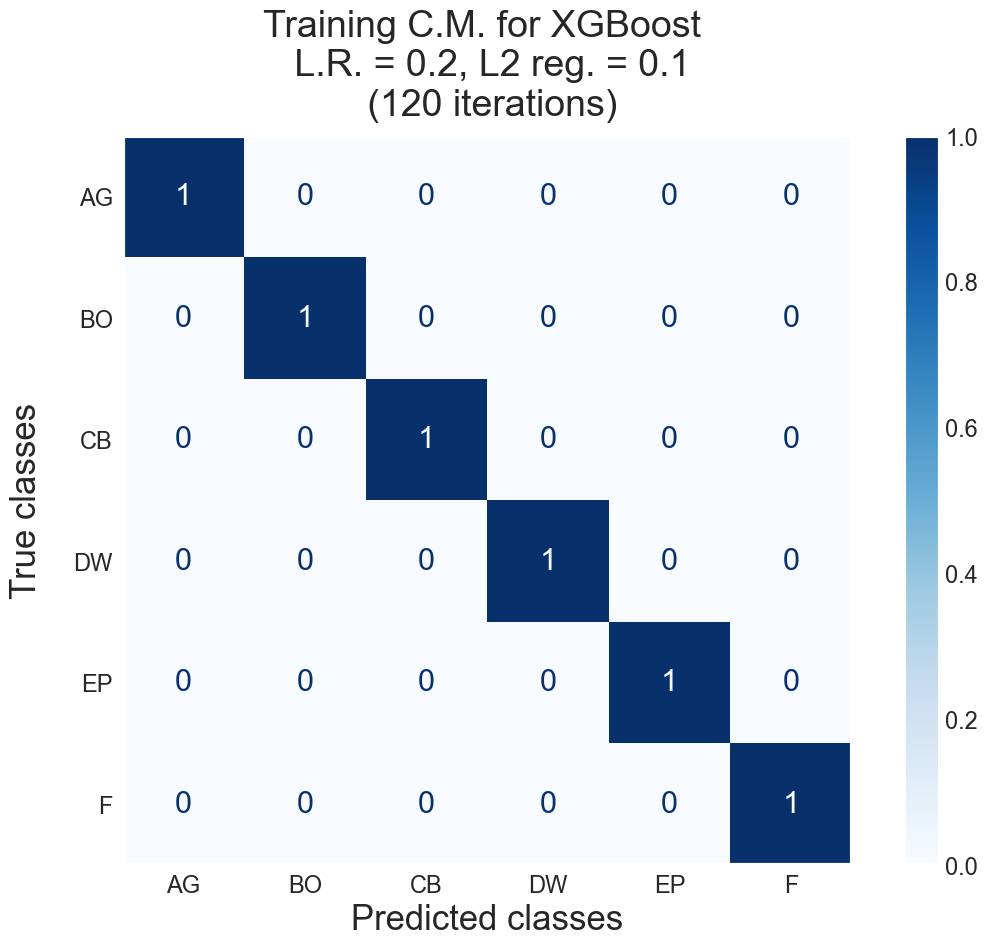 Training C.M. for XGBoost
L.R. = 0.2, L2 reg. = 0.1
(120 iterations)
True classes
AG 1 0 0 0 0 0
BO 0 1 0 0 0 0
CB 0 0 1 0 0 0
DW 0 0 0 1 0 0
EP 0 0 0 0 1 0
F 0 0 0 0 0 1
AG BO CB DW EP F
Predicted classes
1.0
0.8
0.6
0.4
0.2
0.0